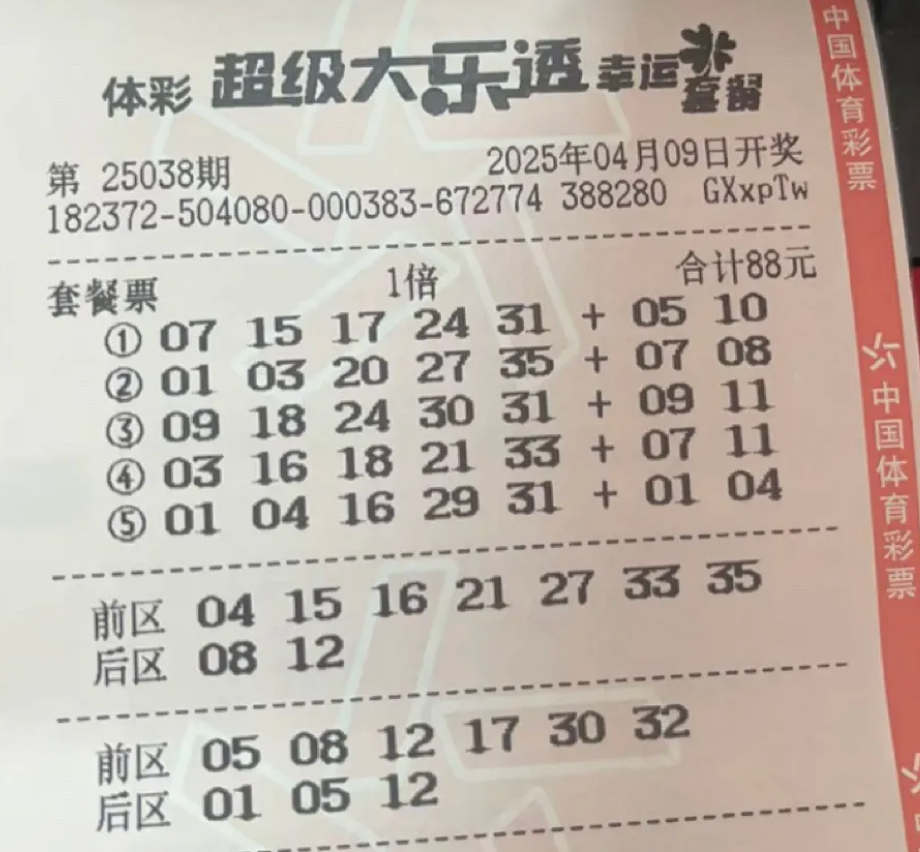 体彩 超级大乐透 幸运 套餐
第 25038期 2025年04月09日开奖
182372-504080-000383-672774 388280 GXxpTw
套餐票 1倍 合计88元
① 07 15 17 24 31 + 05 10
② 01 03 20 27 35 + 07 08
③ 09 18 24 30 31 + 09 11
④ 03 16 18 21 33 + 07 11
⑤ 01 04 16 29 31 + 01 04
前区 04 15 16 21 27 33 35
后区 08 12
前区 05 08 12 17 30 32
后区 01 05 12
中国体育彩票
中国体育彩票